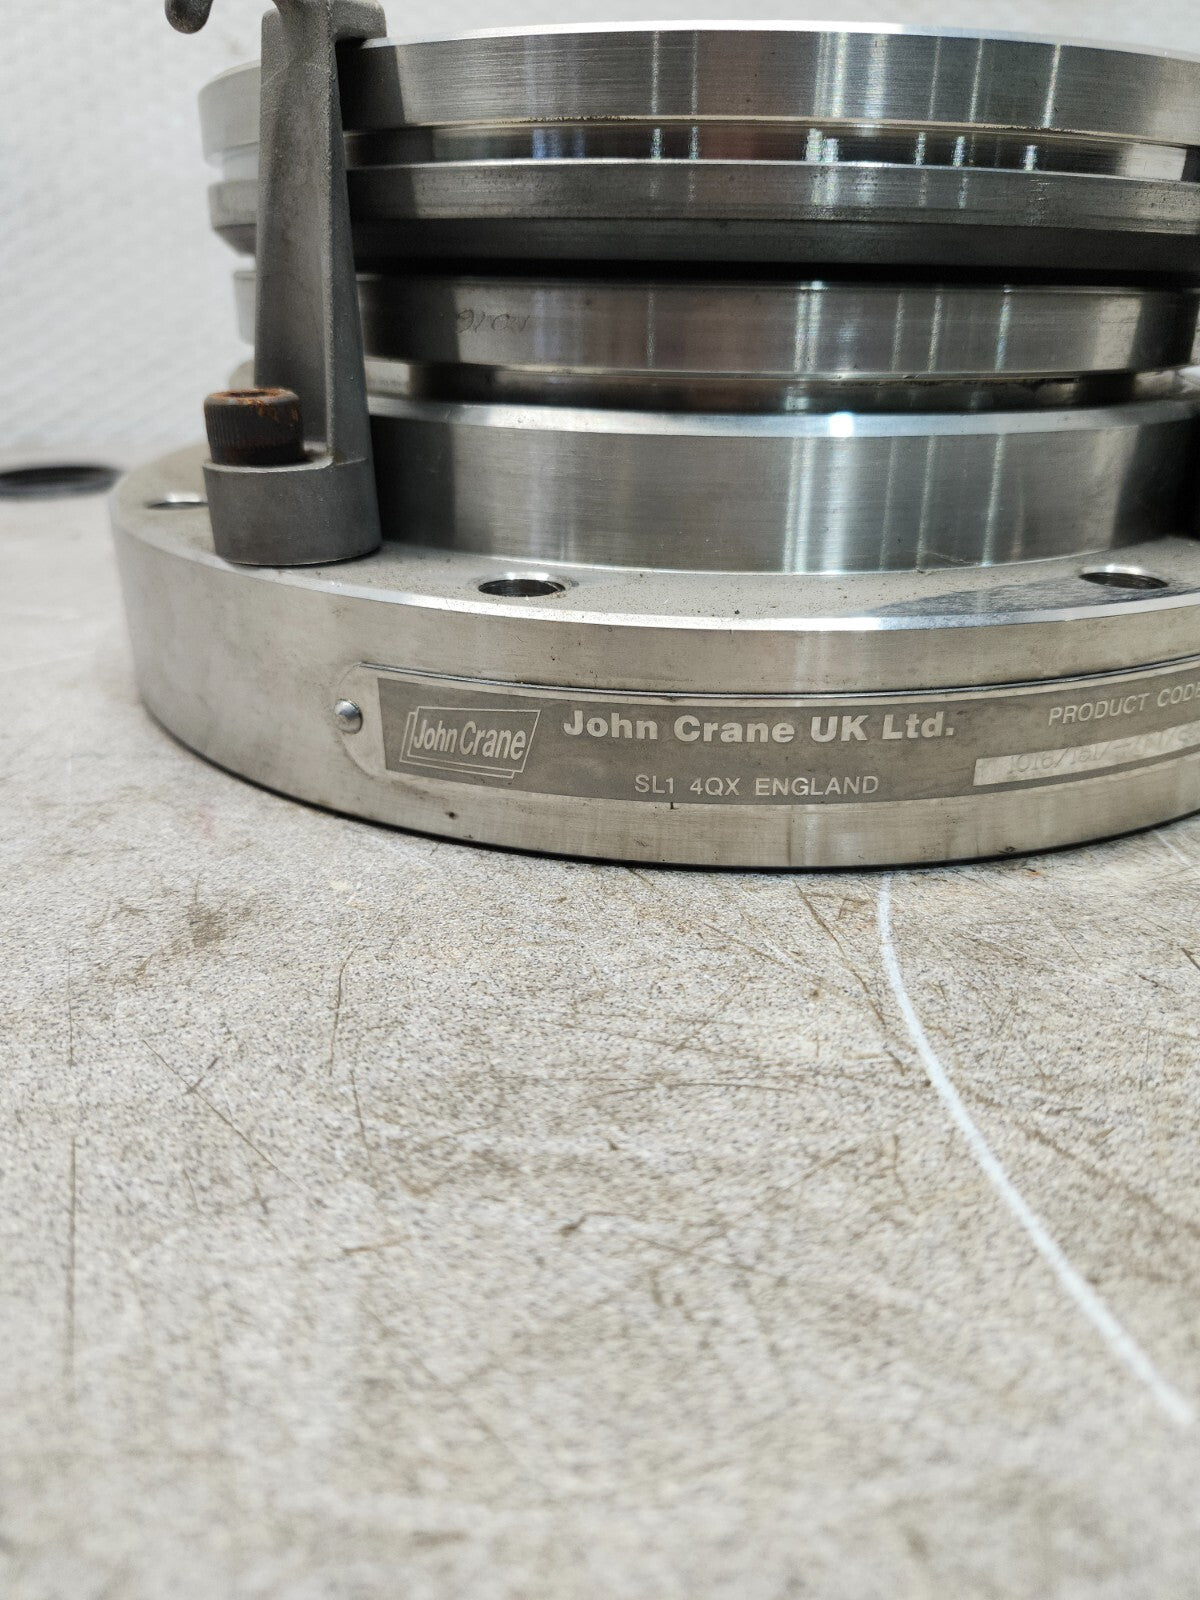 John Crane
John Crane UK Ltd.
SL1 4QX ENGLAND
PRODUCT CODE